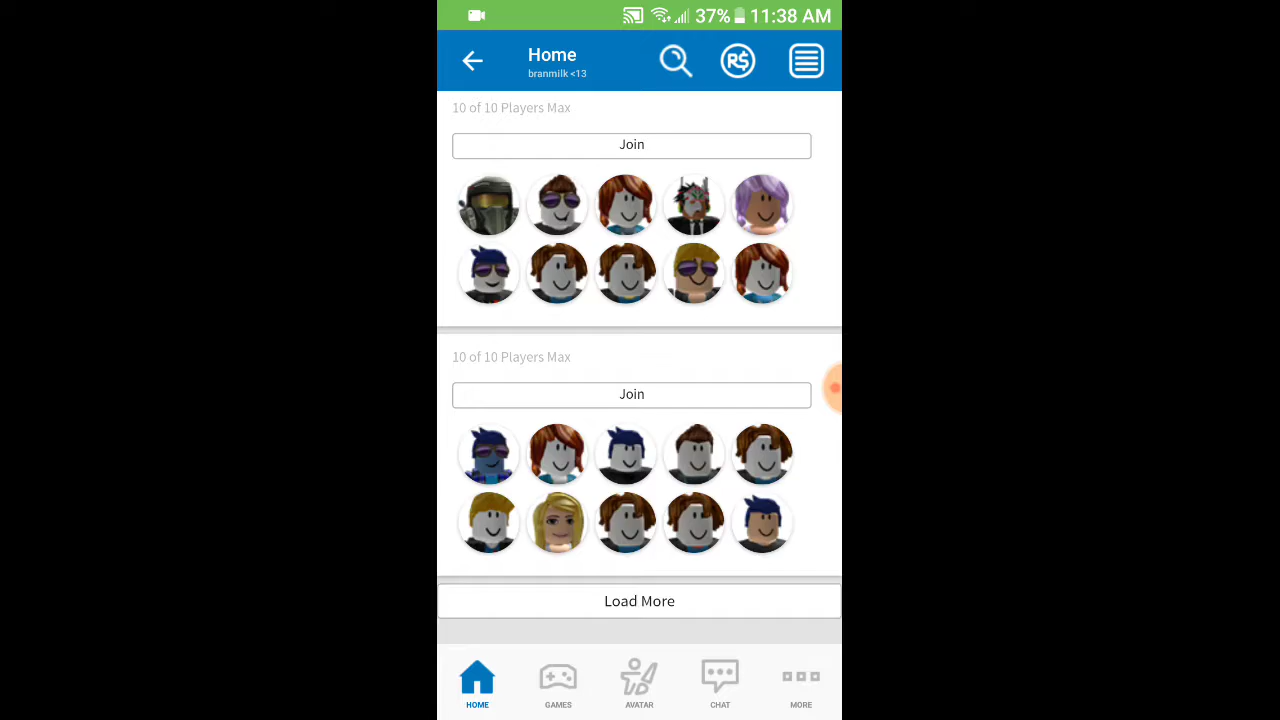 37% 11:38 AM
Home
branmilk <13
R$
10 of 10 Players Max
Join
10 of 10 Players Max
Join
Load More
HOME GAMES AVATAR CHAT MORE